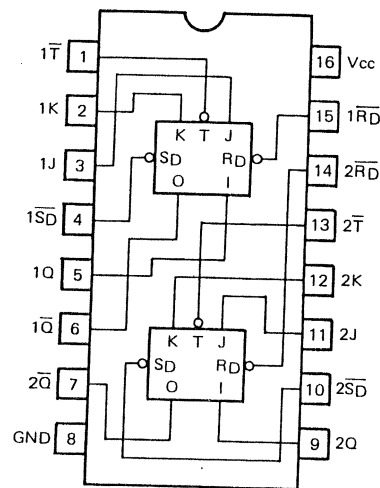 1T̅ 1
16 Vcc
1K 2
15 1R̅D̅
K T J
1J 3
SD RD
14 2R̅D̅
O I
1S̅D̅ 4
13 2T̅
1Q 5
12 2K
1Q̅ 6
K T J
11 2J
SD RD
2Q̅ 7
O I
10 2S̅D̅
GND 8
9 2Q